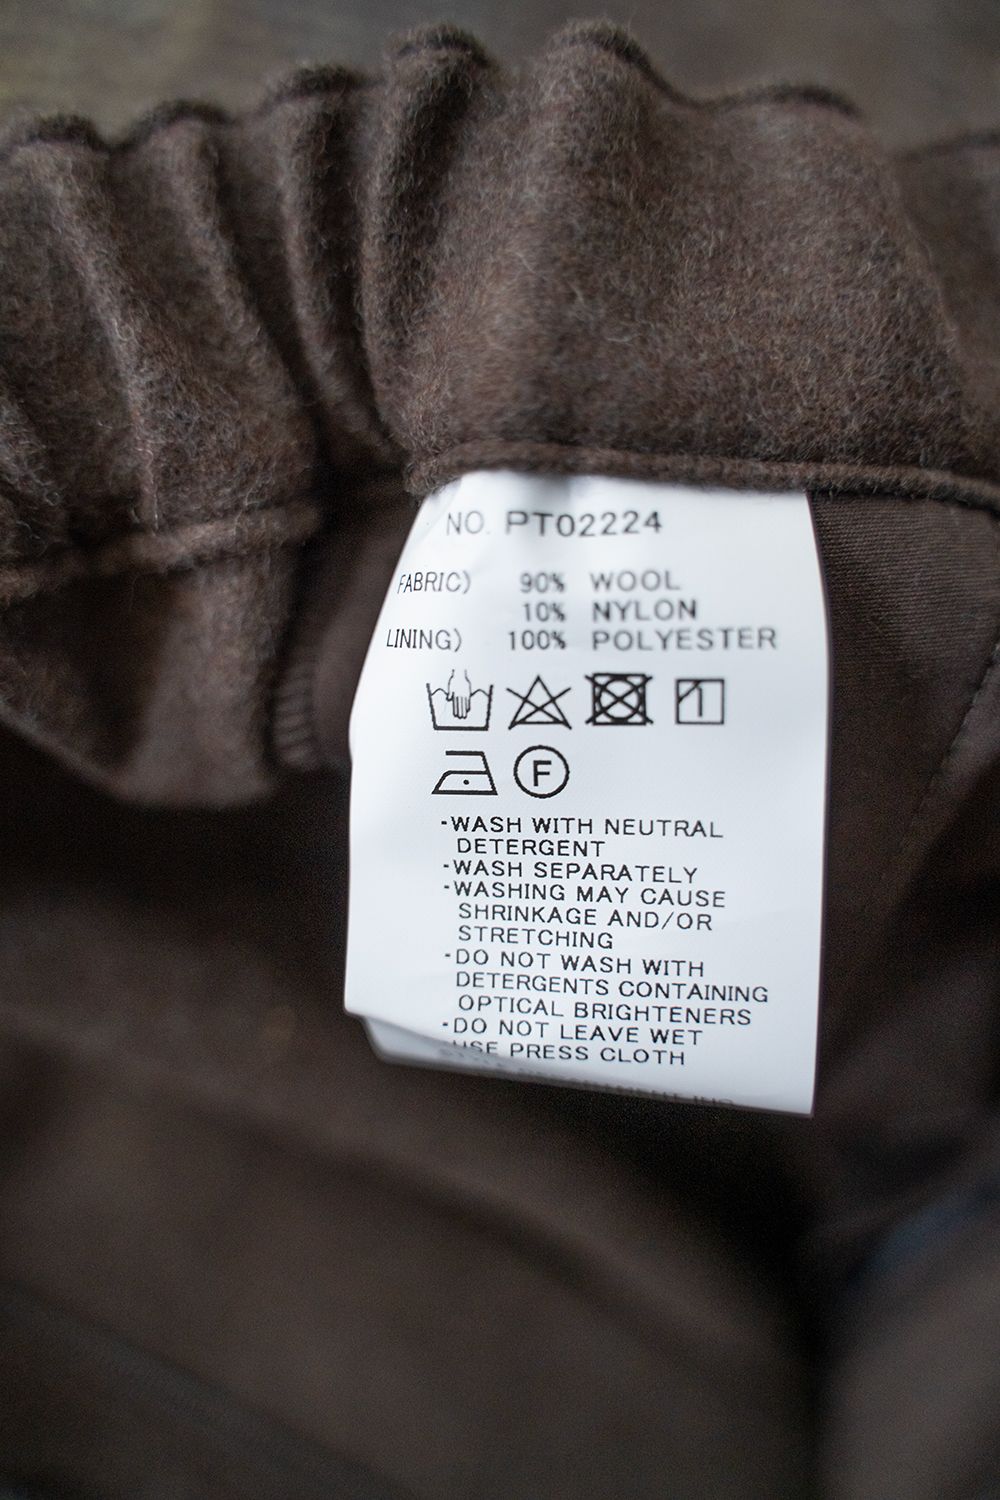 NO. PT02224
FABRIC) 90% WOOL
10% NYLON
LINING) 100% POLYESTER
F
-WASH WITH NEUTRAL
DETERGENT
-WASH SEPARATELY
-WASHING MAY CAUSE
SHRINKAGE AND/OR
STRETCHING
-DO NOT WASH WITH
DETERGENTS CONTAINING
OPTICAL BRIGHTENERS
-DO NOT LEAVE WET
-USE PRESS CLOTH